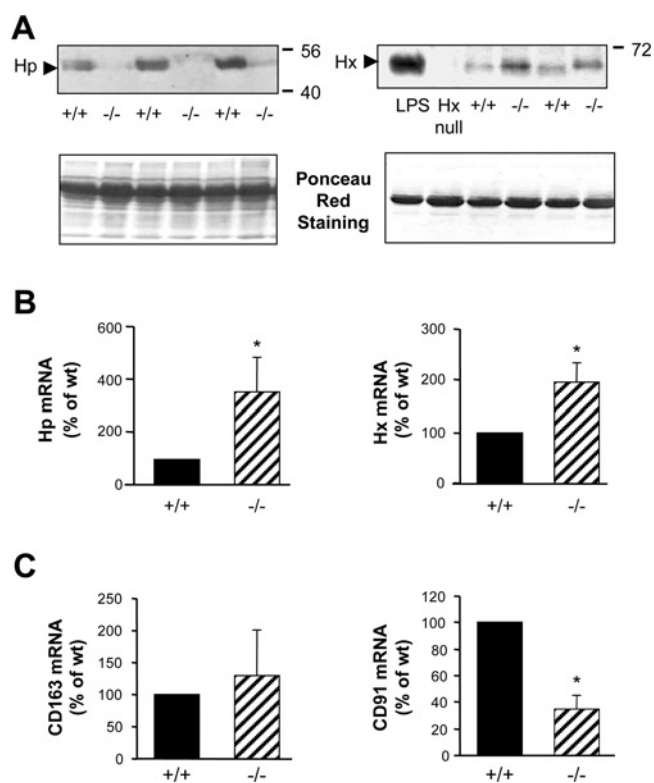 A
Hp
56
40
+/+ -/- +/+ -/- +/+ -/-
Hx
72
LPS Hx +/+ -/- +/+ -/-
null
Ponceau
Red
Staining
B
Hp mRNA
(% of wt)
600
400
200
0
*
+/+ -/-
Hx mRNA
(% of wt)
300
200
100
0
*
+/+ -/-
C
CD163 mRNA
(% of wt)
250
200
150
100
50
0
+/+ -/-
CD91 mRNA
(% of wt)
120
100
80
60
40
20
0
*
+/+ -/-